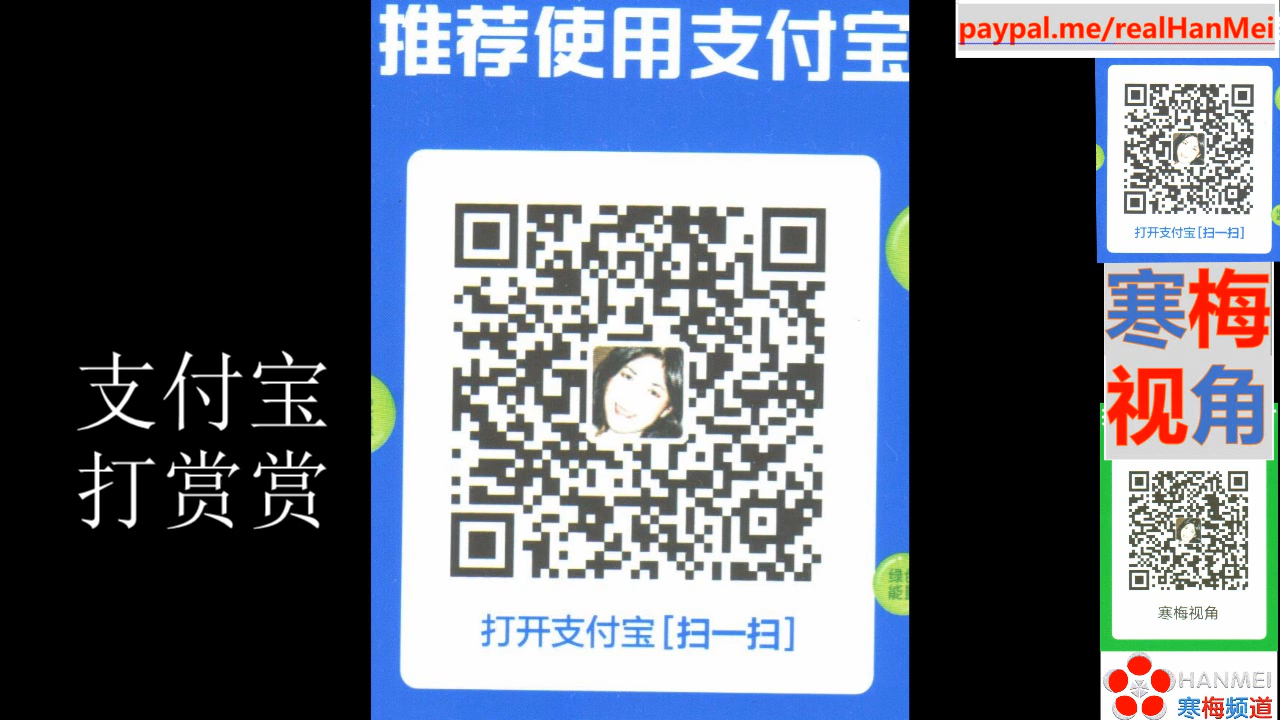 推荐使用支付宝
打开支付宝[扫一扫]
支付宝
打赏赏
paypal.me/realHanMei
打开支付宝[扫一扫]
寒梅
视角
寒梅视角
HANMEI
寒梅频道